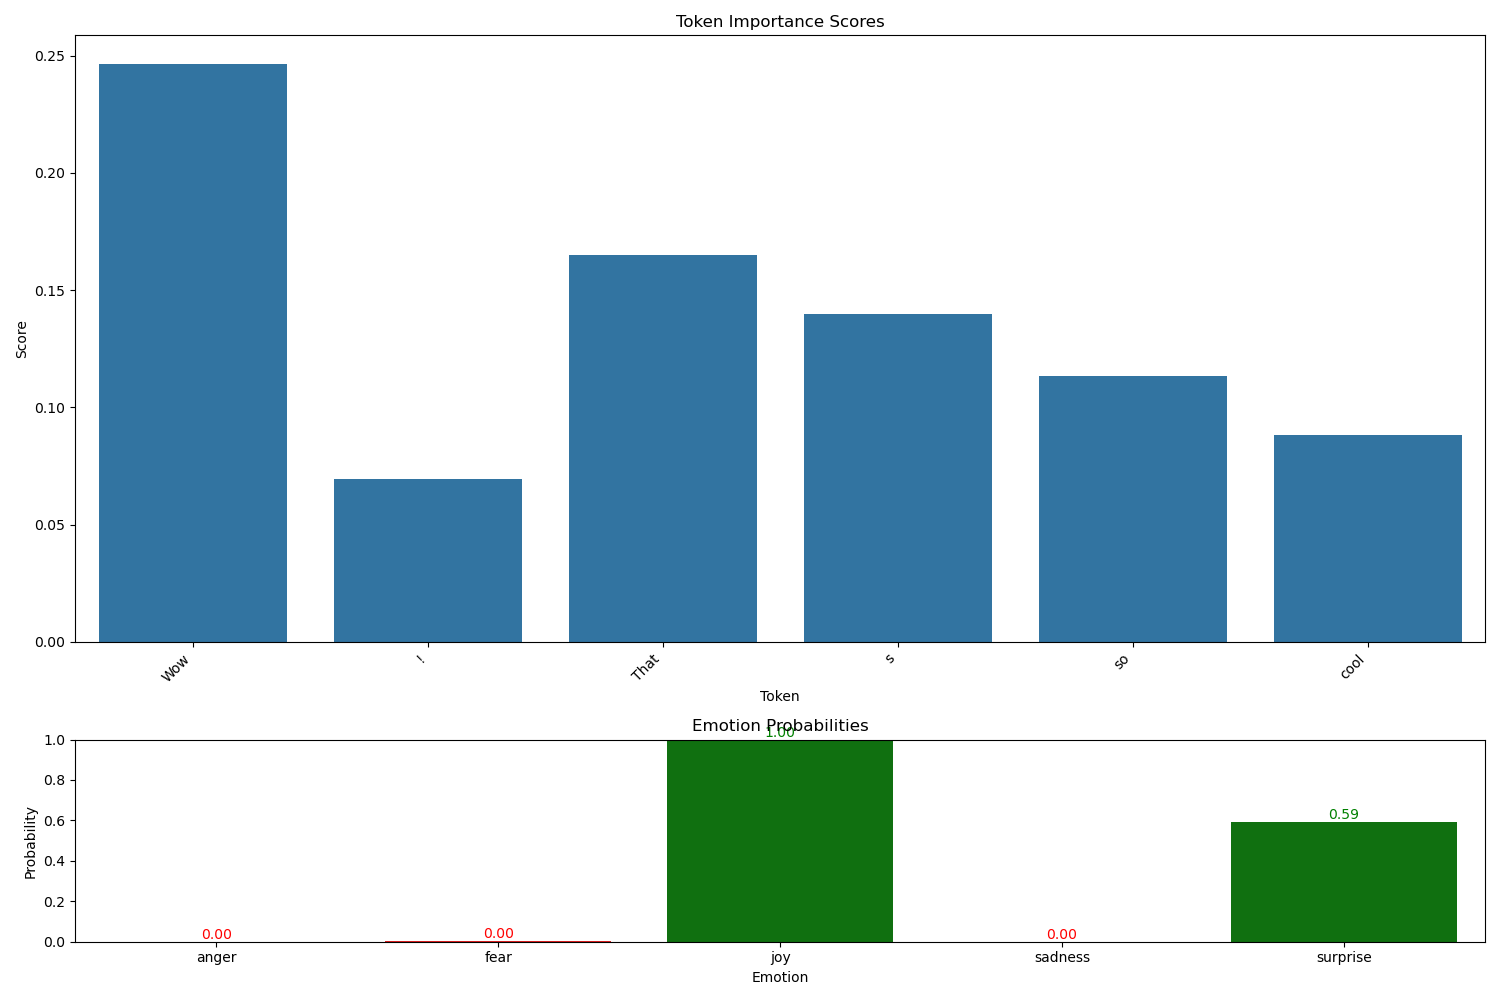 Token Importance Scores
0.25
0.20
0.15
0.10
0.05
0.00
Score
Wow
!
That
s
so
cool
Token
Emotion Probabilities
1.0
0.8
0.6
0.4
0.2
0.0
Probability
0.00
0.00
1.00
0.00
0.59
anger
fear
joy
sadness
surprise
Emotion